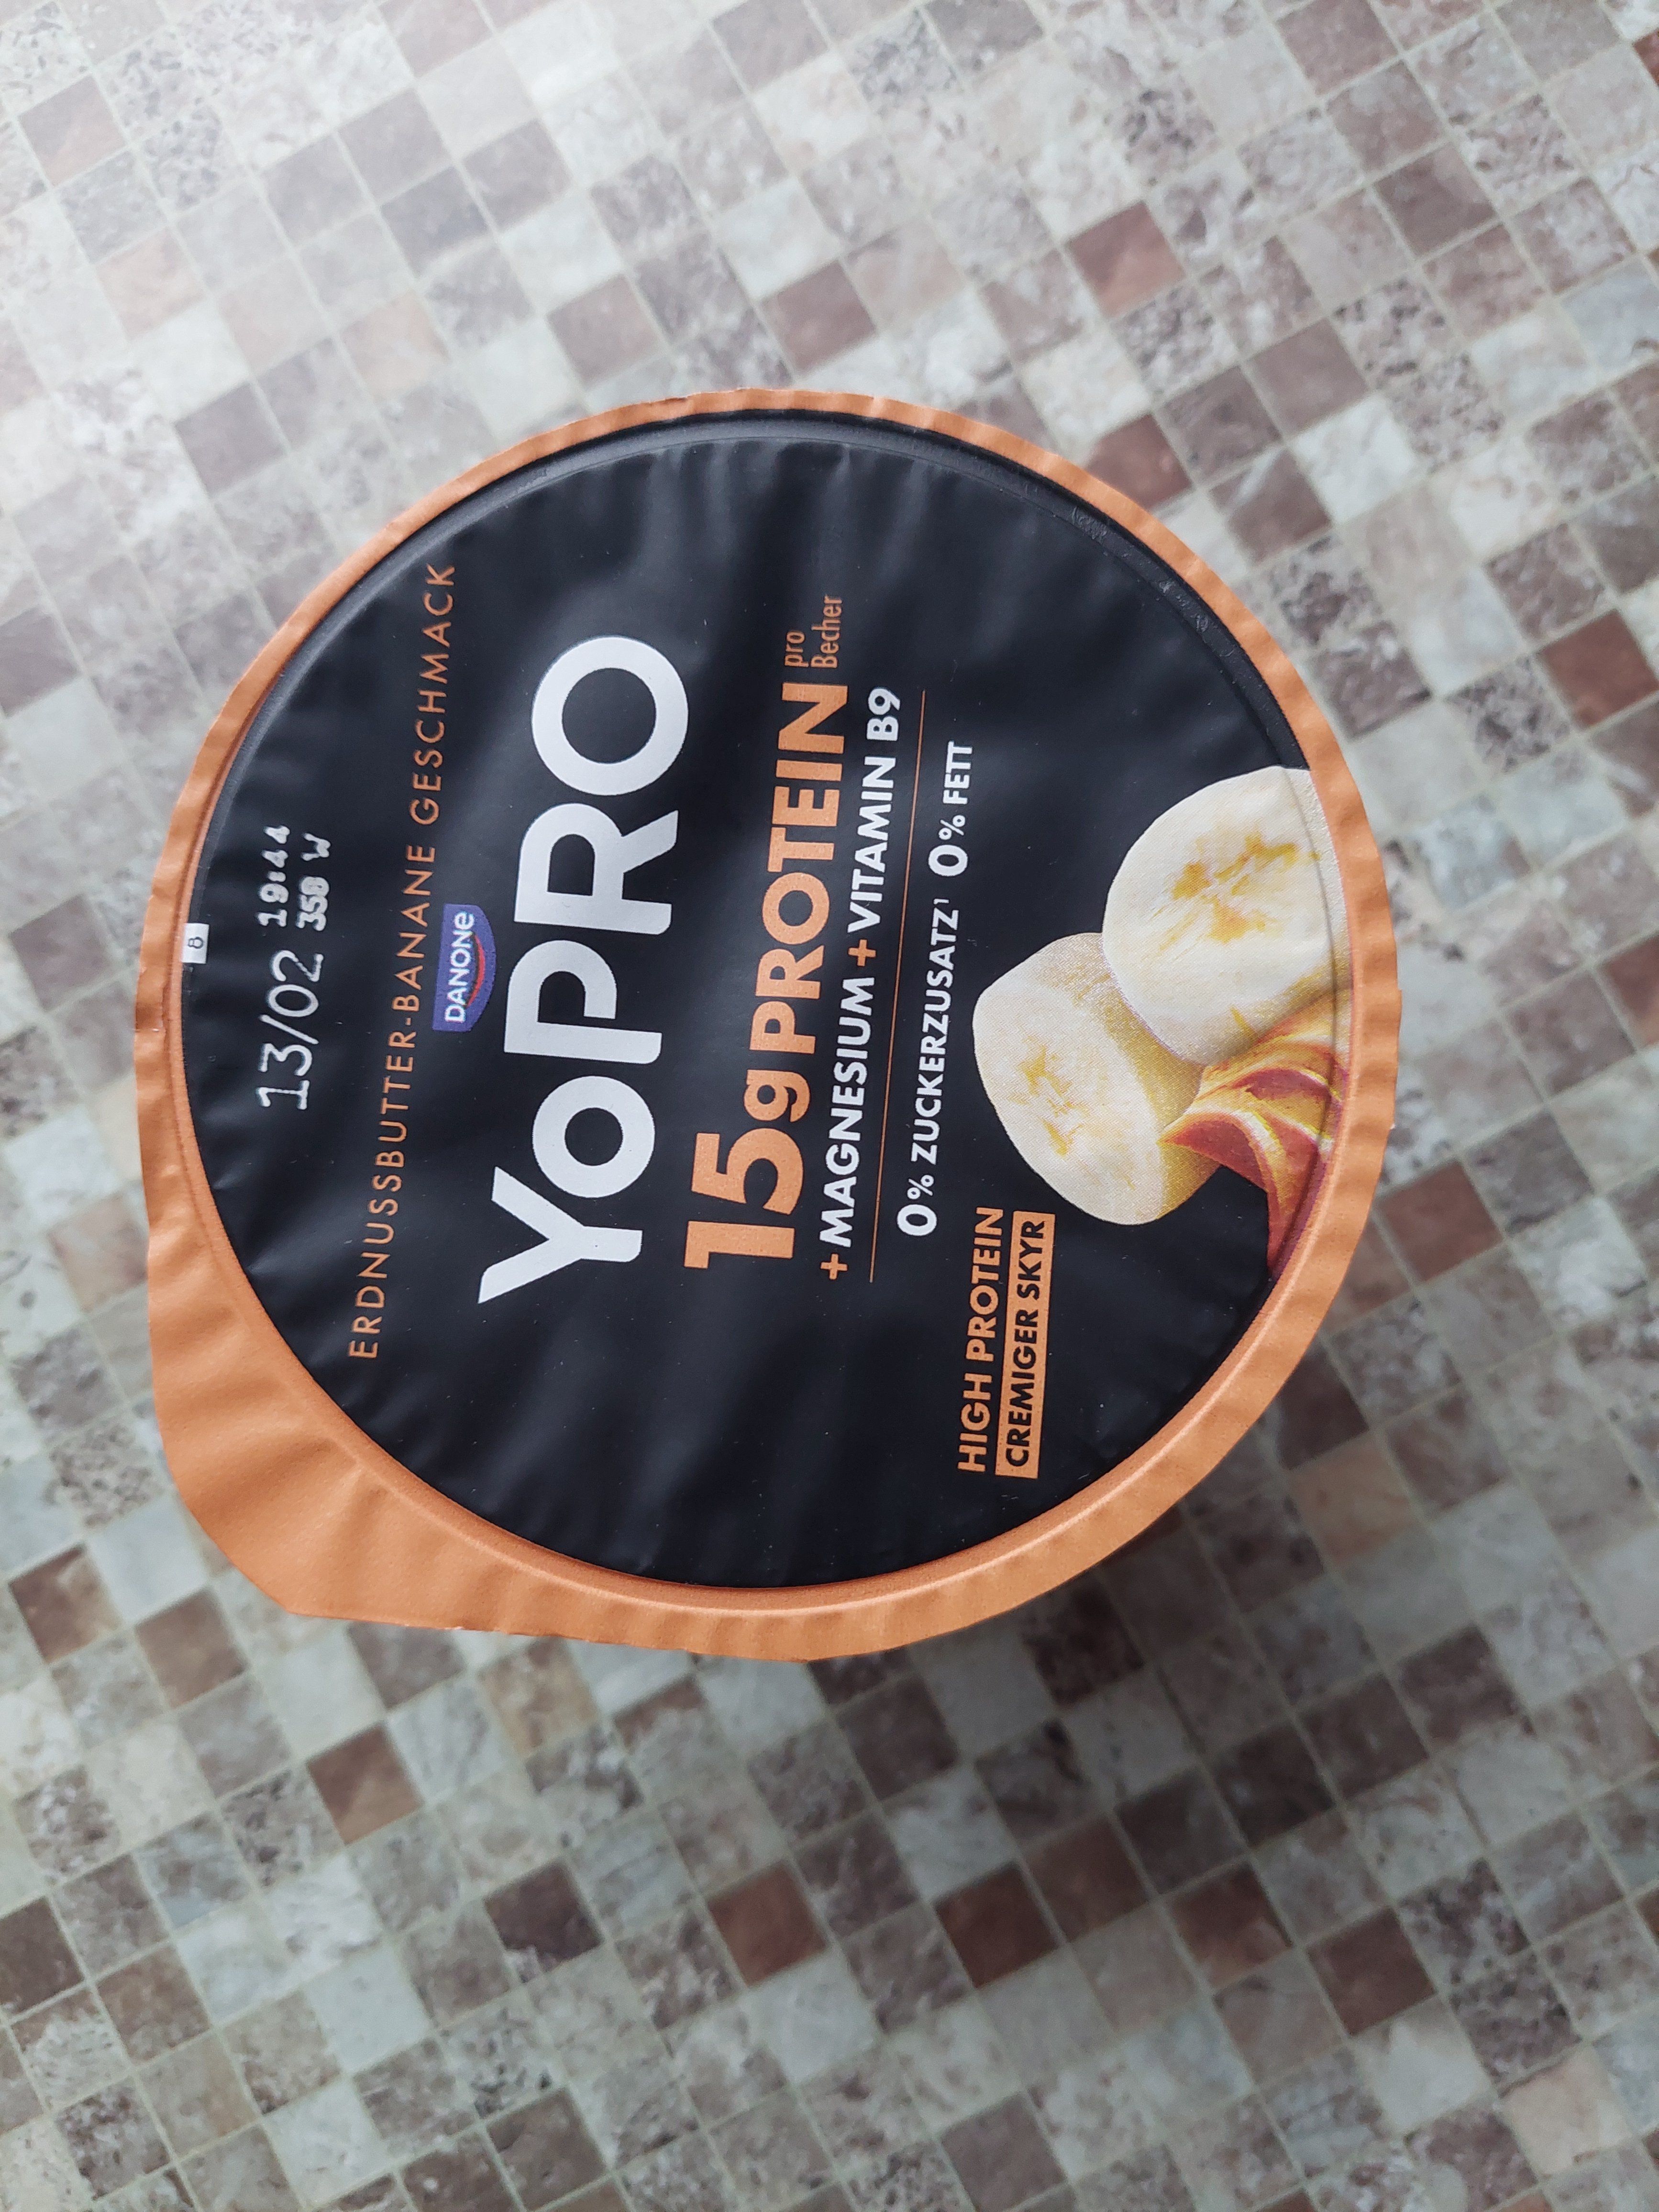 8
13/02 19:44
358 W
ERDNUSSBUTTER-BANANE GESCHMACK
DANONE
YoPRO
15g PROTEIN pro Becher
+ MAGNESIUM + VITAMIN B9
0% ZUCKERZUSATZ¹ 0% FETT
HIGH PROTEIN
CREMIGER SKYR